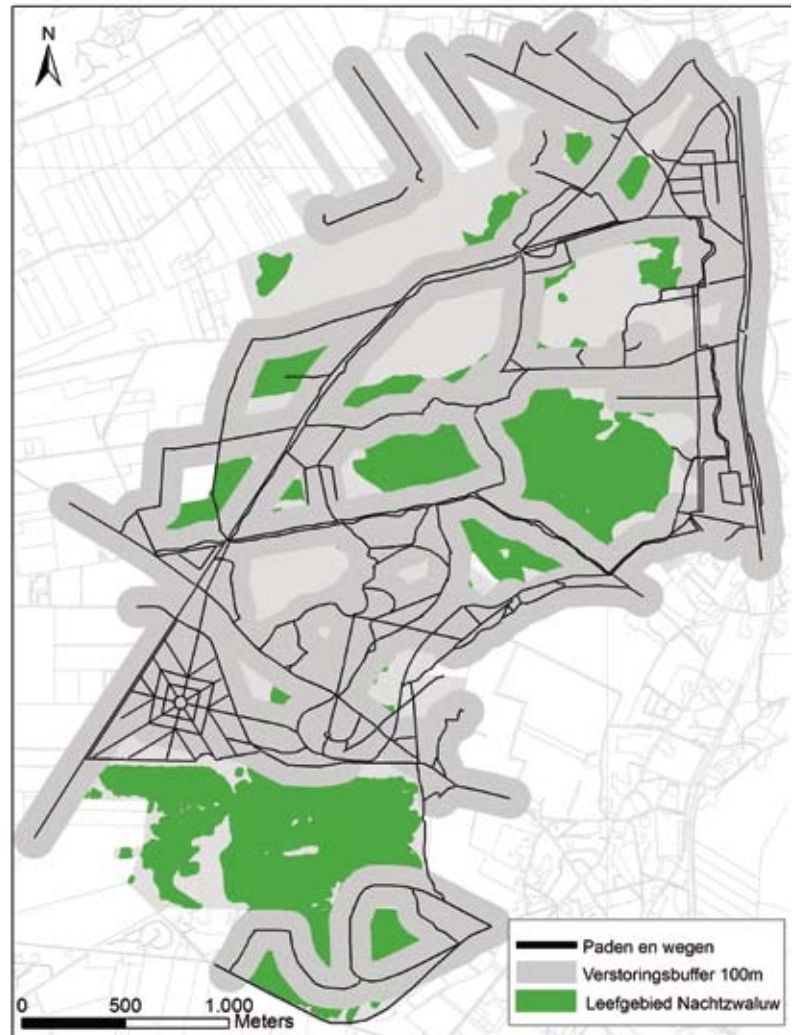 N
Paden en wegen
Verstoringsbuffer 100m
Leefgebied Nachtzwaluw
0 500 1.000
Meters